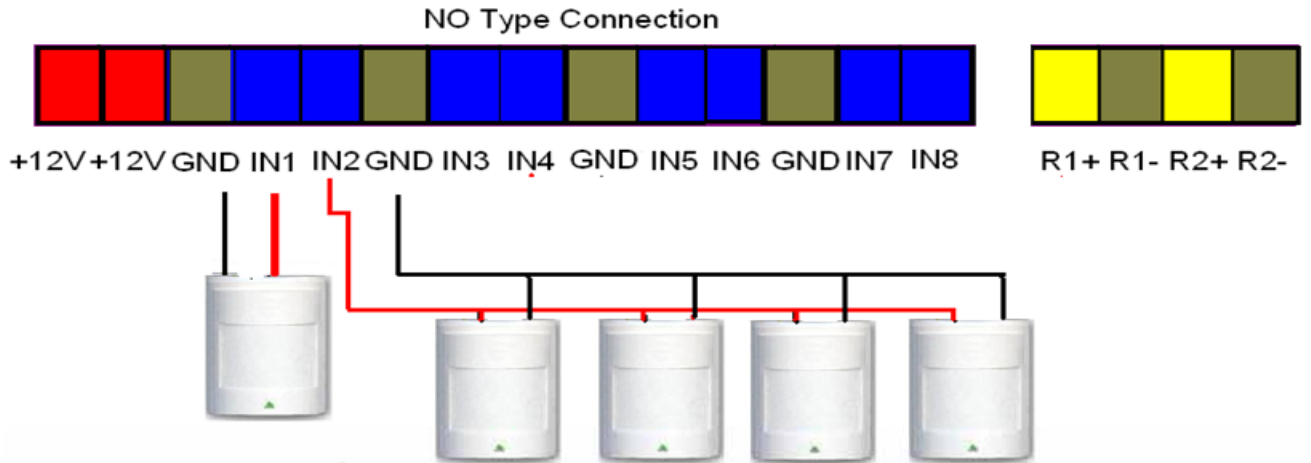 NO Type Connection
+12V +12V GND IN1 IN2 GND IN3 IN4 GND IN5 IN6 GND IN7 IN8 R1+ R1- R2+ R2-